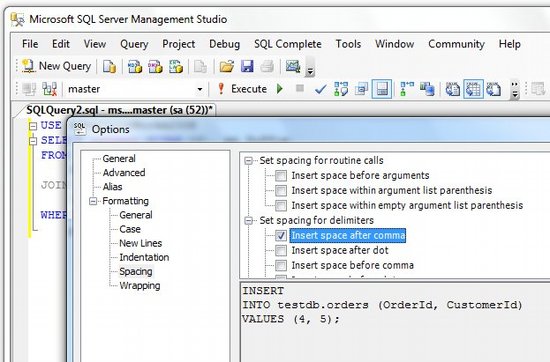 Microsoft SQL Server Management Studio
File Edit View Query Project Debug SQL Complete Tools Window Community Help
New Query
master Execute
SQLQuery2.sql - ms....master (sa (52))*
USE
SELE
FROM
JOIN
WHER
Options
General
Advanced
Alias
Formatting
General
Case
New Lines
Indentation
Spacing
Wrapping
Set spacing for routine calls
Insert space before arguments
Insert space within argument list parenthesis
Insert space within empty argument list parenthesis
Set spacing for delimiters
Insert space after comma
Insert space after dot
Insert space before comma
INSERT
INTO testdb.orders (OrderId, CustomerId)
VALUES (4, 5);